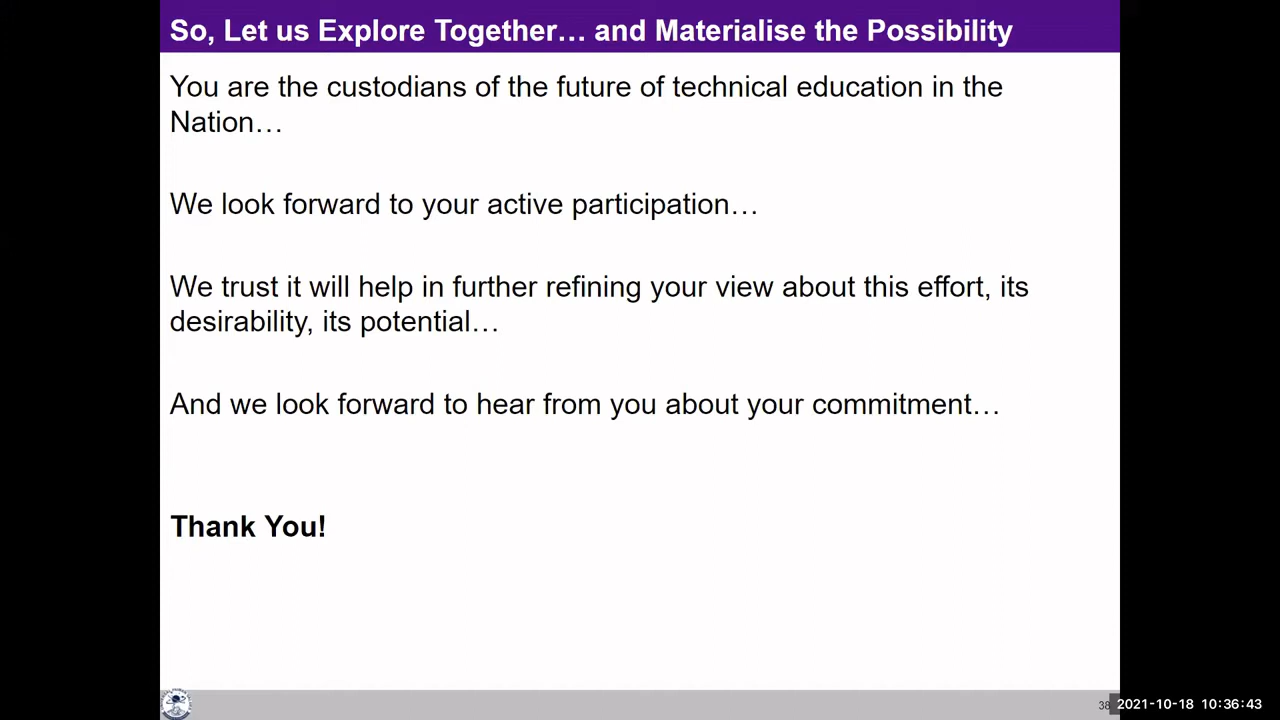 So, Let us Explore Together… and Materialise the Possibility
You are the custodians of the future of technical education in the
Nation…
We look forward to your active participation…
We trust it will help in further refining your view about this effort, its
desirability, its potential…
And we look forward to hear from you about your commitment…
Thank You!
38
2021-10-18 10:36:43